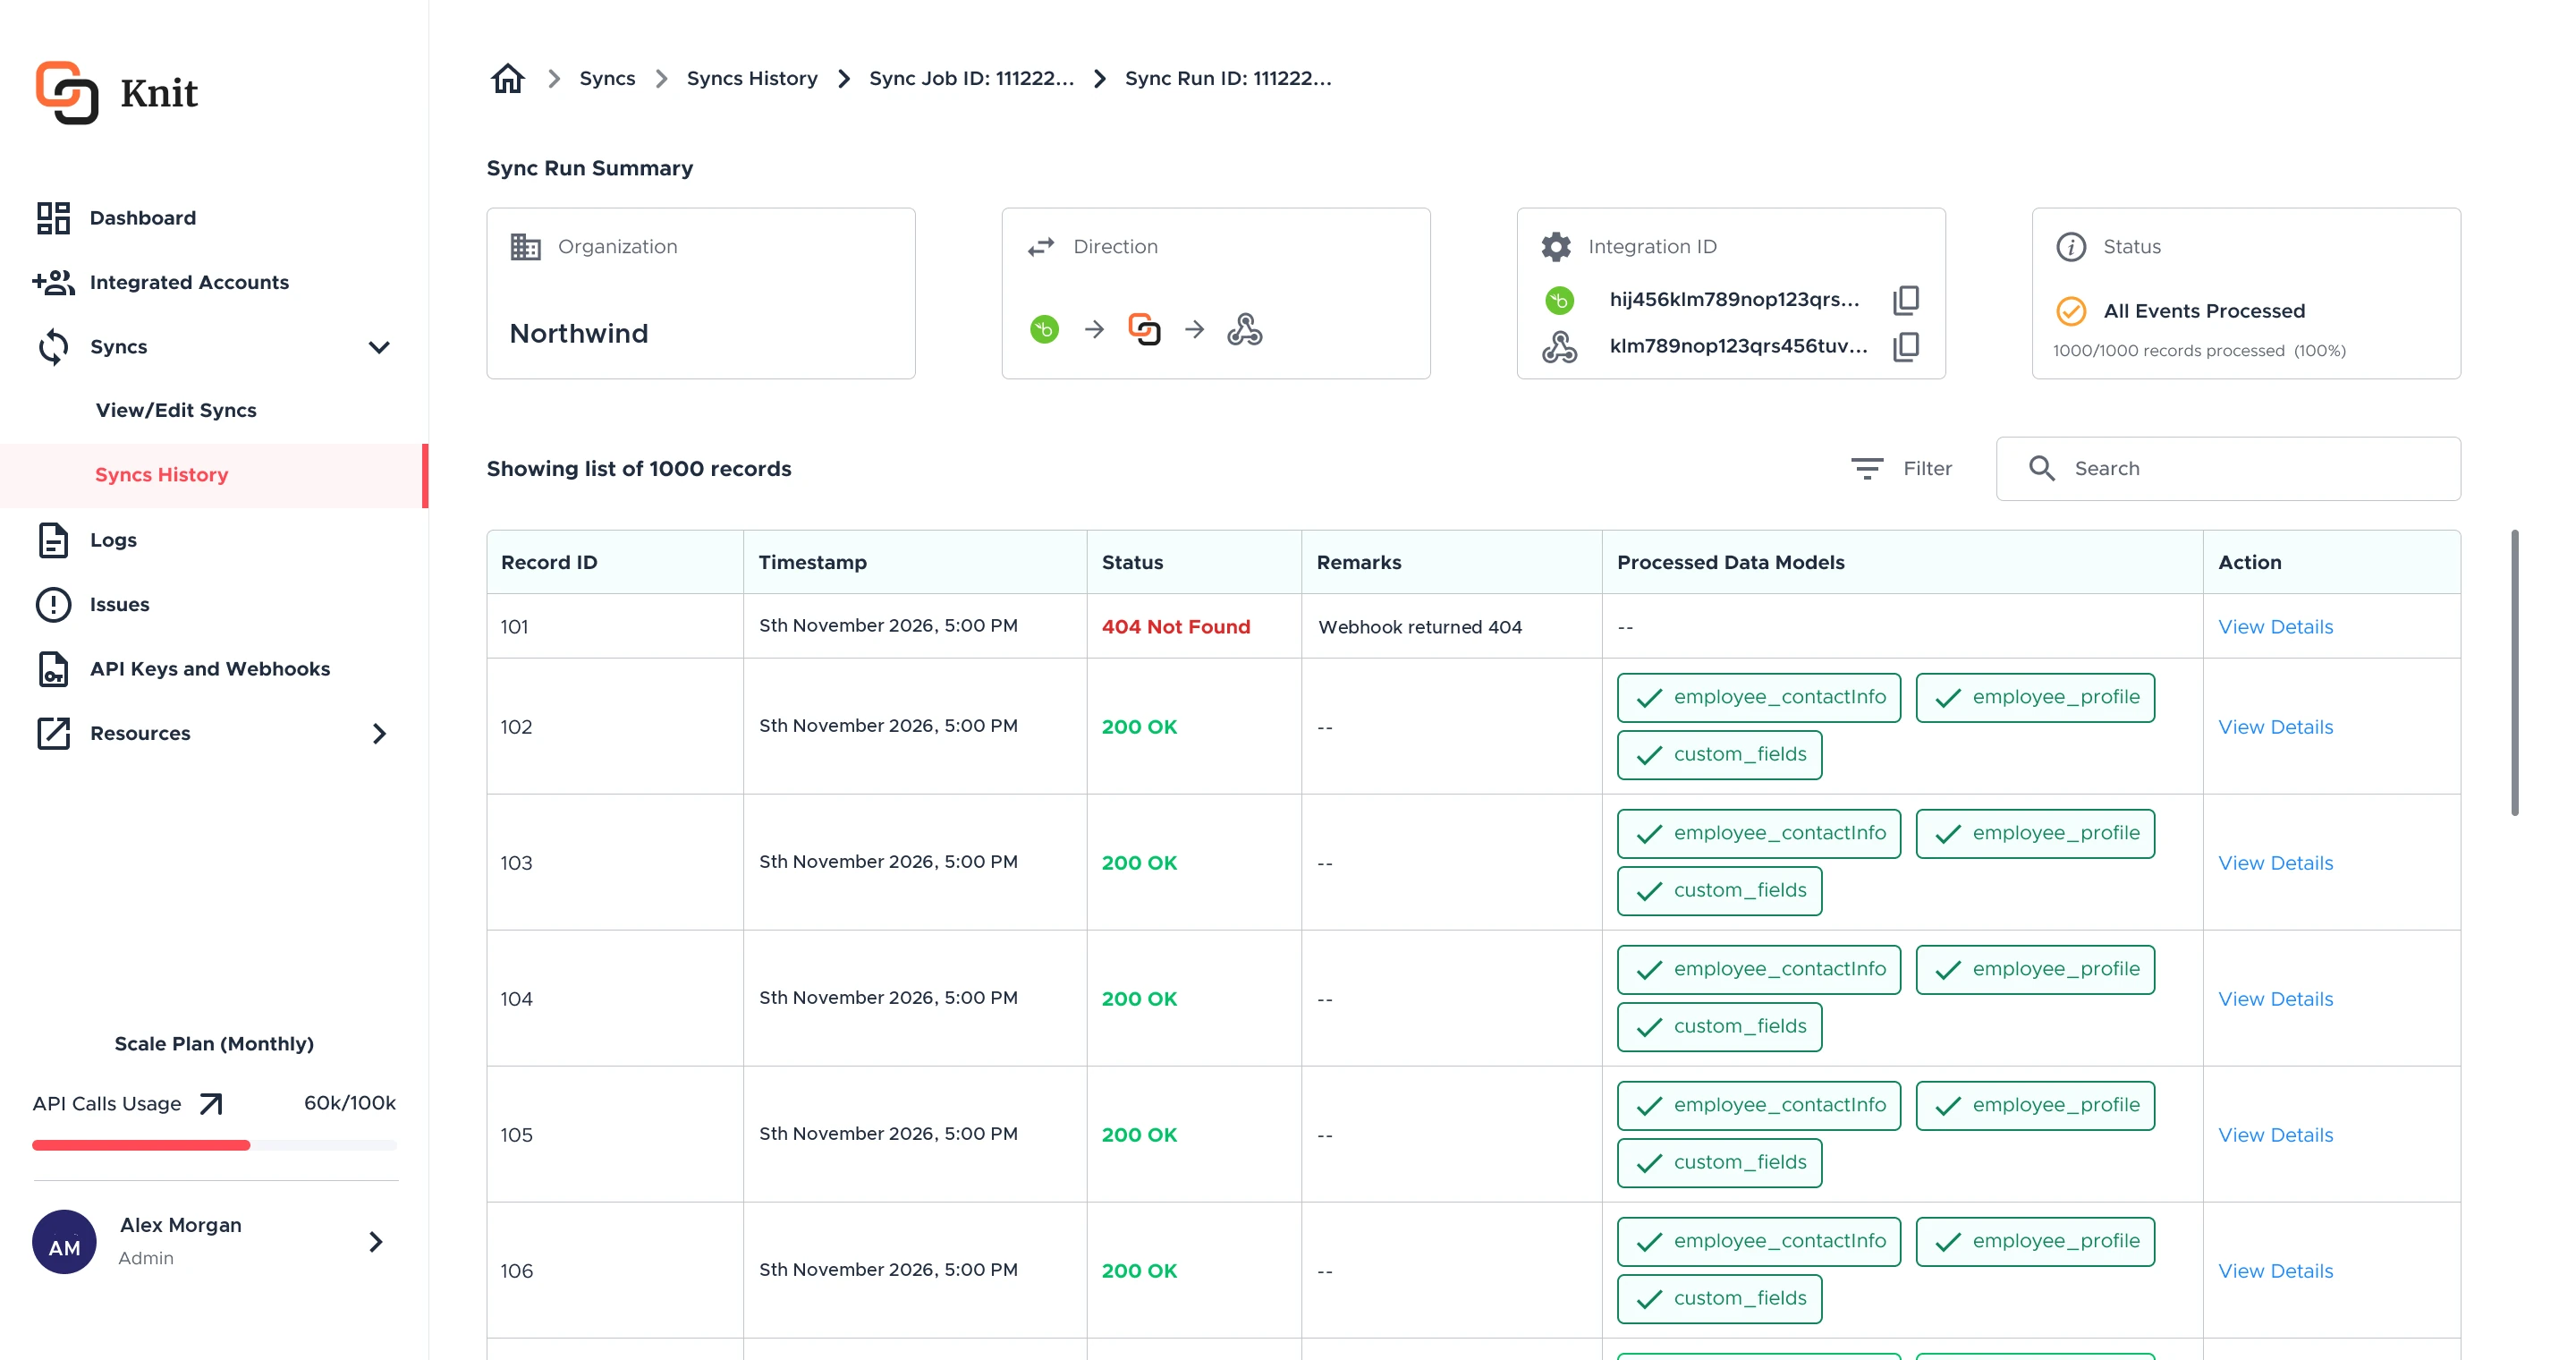 Knit
Dashboard
Integrated Accounts
Syncs
View/Edit Syncs
Syncs History
Logs
Issues
API Keys and Webhooks
Resources
Scale Plan (Monthly)
API Calls Usage 60k/100k
AM
Alex Morgan
Admin
Syncs Syncs History Sync Job ID: 111222... Sync Run ID: 111222...
Sync Run Summary
Organization
Northwind
Direction
b
Integration ID
b hij456klm789nop123qrs...
klm789nop123qrs456tuv...
Status
All Events Processed
1000/1000 records processed (100%)
Showing list of 1000 records
Filter
Search
Record ID Timestamp Status Remarks Processed Data Models Action
101 Sth November 2026, 5:00 PM 404 Not Found Webhook returned 404 -- View Details
employee_contactInfo employee_profile
102 Sth November 2026, 5:00 PM 200 OK -- View Details
custom_fields
employee_contactInfo employee_profile
103 Sth November 2026, 5:00 PM 200 OK -- View Details
custom_fields
employee_contactInfo employee_profile
104 Sth November 2026, 5:00 PM 200 OK -- View Details
custom_fields
employee_contactInfo employee_profile
105 Sth November 2026, 5:00 PM 200 OK -- View Details
custom_fields
employee_contactInfo employee_profile
106 Sth November 2026, 5:00 PM 200 OK -- View Details
custom_fields